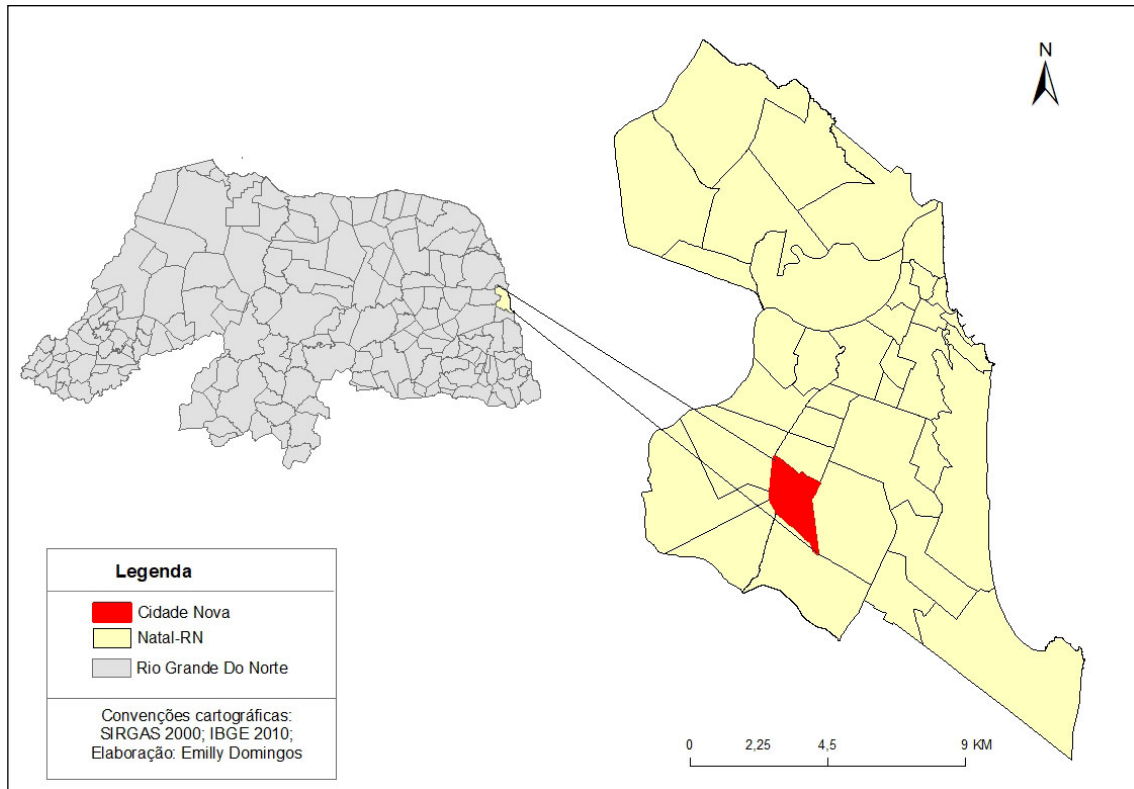 N
Legenda
Cidade Nova
Natal-RN
Rio Grande Do Norte
Convenções cartográficas:
SIRGAS 2000; IBGE 2010;
Elaboração: Emilly Domingos
0 2,25 4,5 9 KM